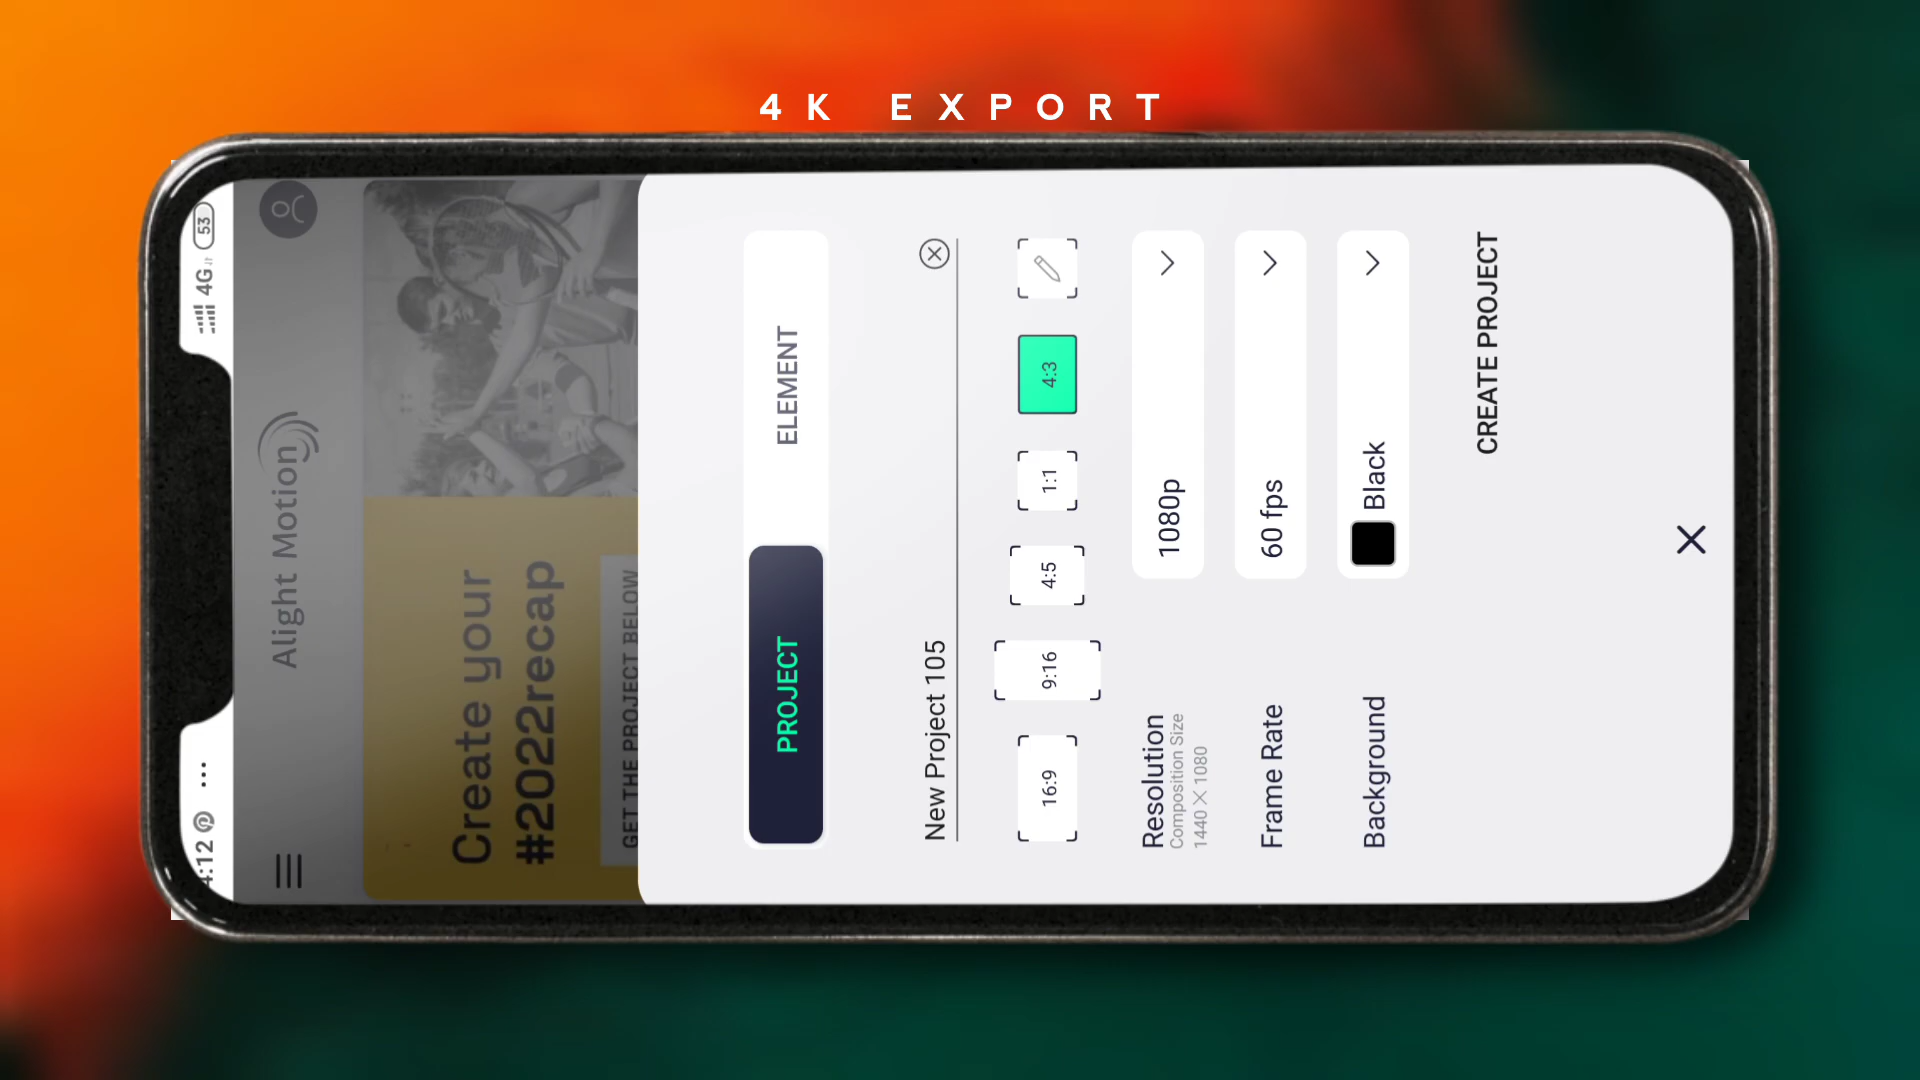 4K EXPORT
4:12
4G
53
Alight Motion
Create your
#2022recap
GET THE PROJECT BELOW
PROJECT
ELEMENT
New Project 105
16:9
9:16
4:5
1:1
4:3
Resolution
1080p
Composition Size
1440 X 1080
Frame Rate
60 fps
Background
Black
CREATE PROJECT